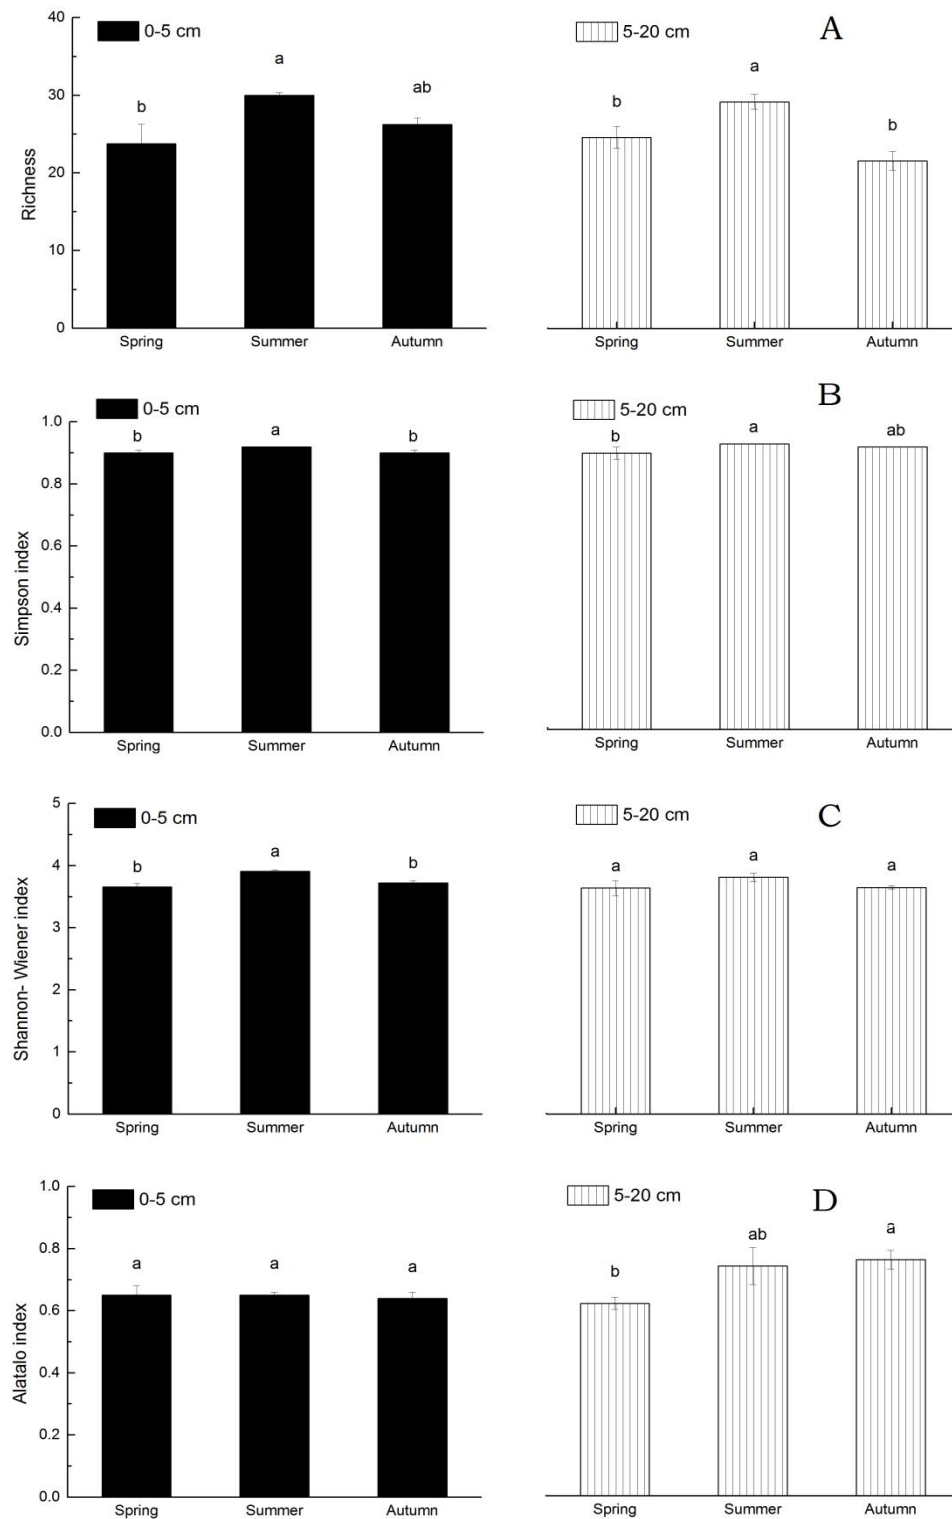 0-5 cm
5-20 cm
A
40
30
20
10
0
Richness
b
a
ab
b
a
b
Spring
Summer
Autumn
Spring
Summer
Autumn
0-5 cm
5-20 cm
B
1.0
0.8
0.6
0.4
0.2
0.0
Simpson index
b
a
b
b
a
ab
Spring
Summer
Autumn
Spring
Summer
Autumn
0-5 cm
5-20 cm
C
5
4
3
2
1
0
Shannon- Wiener index
b
a
b
a
a
a
Spring
Summer
Autumn
Spring
Summer
Autumn
0-5 cm
5-20 cm
D
1.0
0.8
0.6
0.4
0.2
0.0
Alatalo index
a
a
a
b
ab
a
Spring
Summer
Autumn
Spring
Summer
Autumn